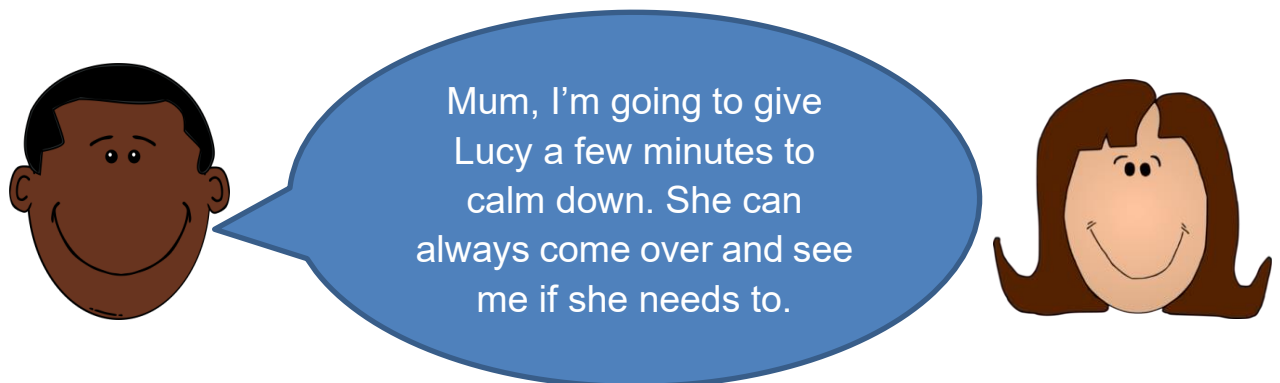 Mum, I’m going to give
Lucy a few minutes to
calm down. She can
always come over and see
me if she needs to.